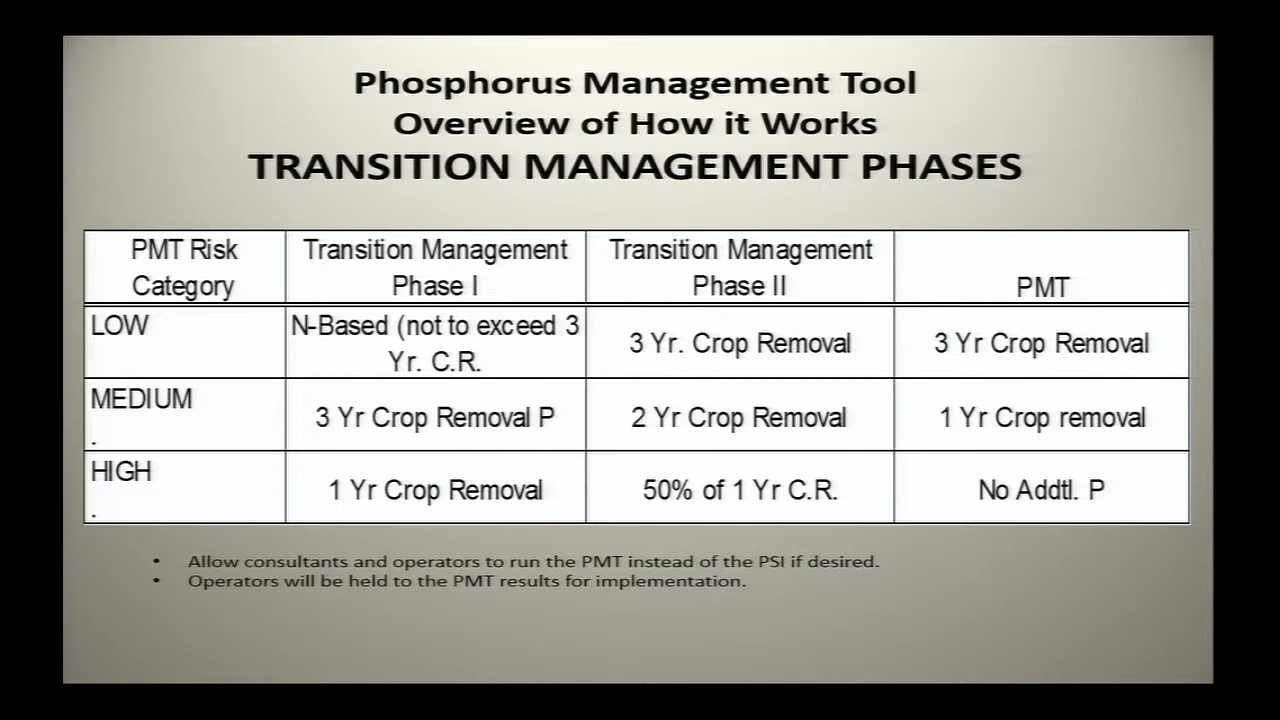 Phosphorus Management Tool
Overview of How it Works
TRANSITION MANAGEMENT PHASES
PMT Risk Category
Transition Management Phase I
Transition Management Phase II
PMT
LOW
N-Based (not to exceed 3 Yr. C.R.
3 Yr. Crop Removal
3 Yr Crop Removal
MEDIUM
.
3 Yr Crop Removal P
2 Yr Crop Removal
1 Yr Crop removal
HIGH
.
1 Yr Crop Removal
50% of 1 Yr C.R.
No Addtl. P
• Allow consultants and operators to run the PMT instead of the PSI if desired.
• Operators will be held to the PMT results for implementation.